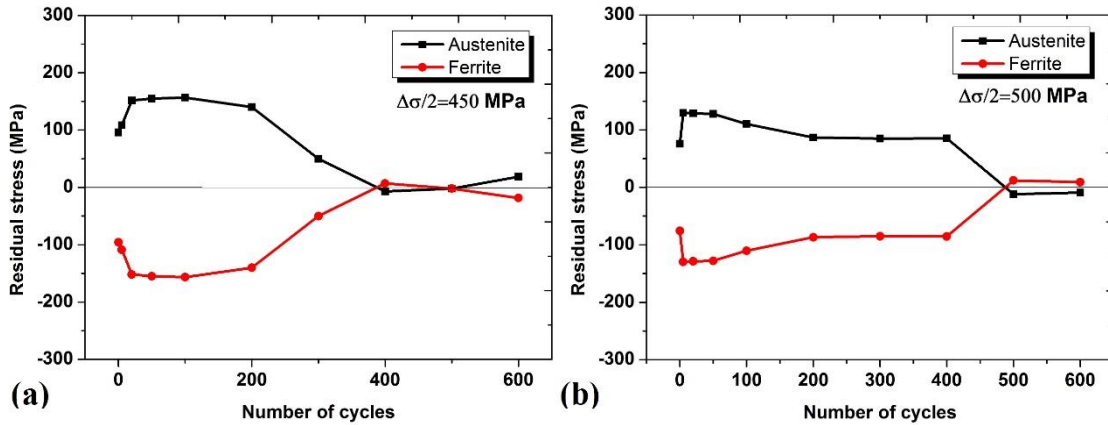 300
200
100
0
-100
-200
-300
Residual stress (MPa)
Austenite
Ferrite
Δσ/2=450 MPa
0
200
400
600
Number of cycles
(a)
300
200
100
0
-100
-200
-300
Residual stress (MPa)
Austenite
Ferrite
Δσ/2=500 MPa
0
100
200
300
400
500
600
Number of cycles
(b)